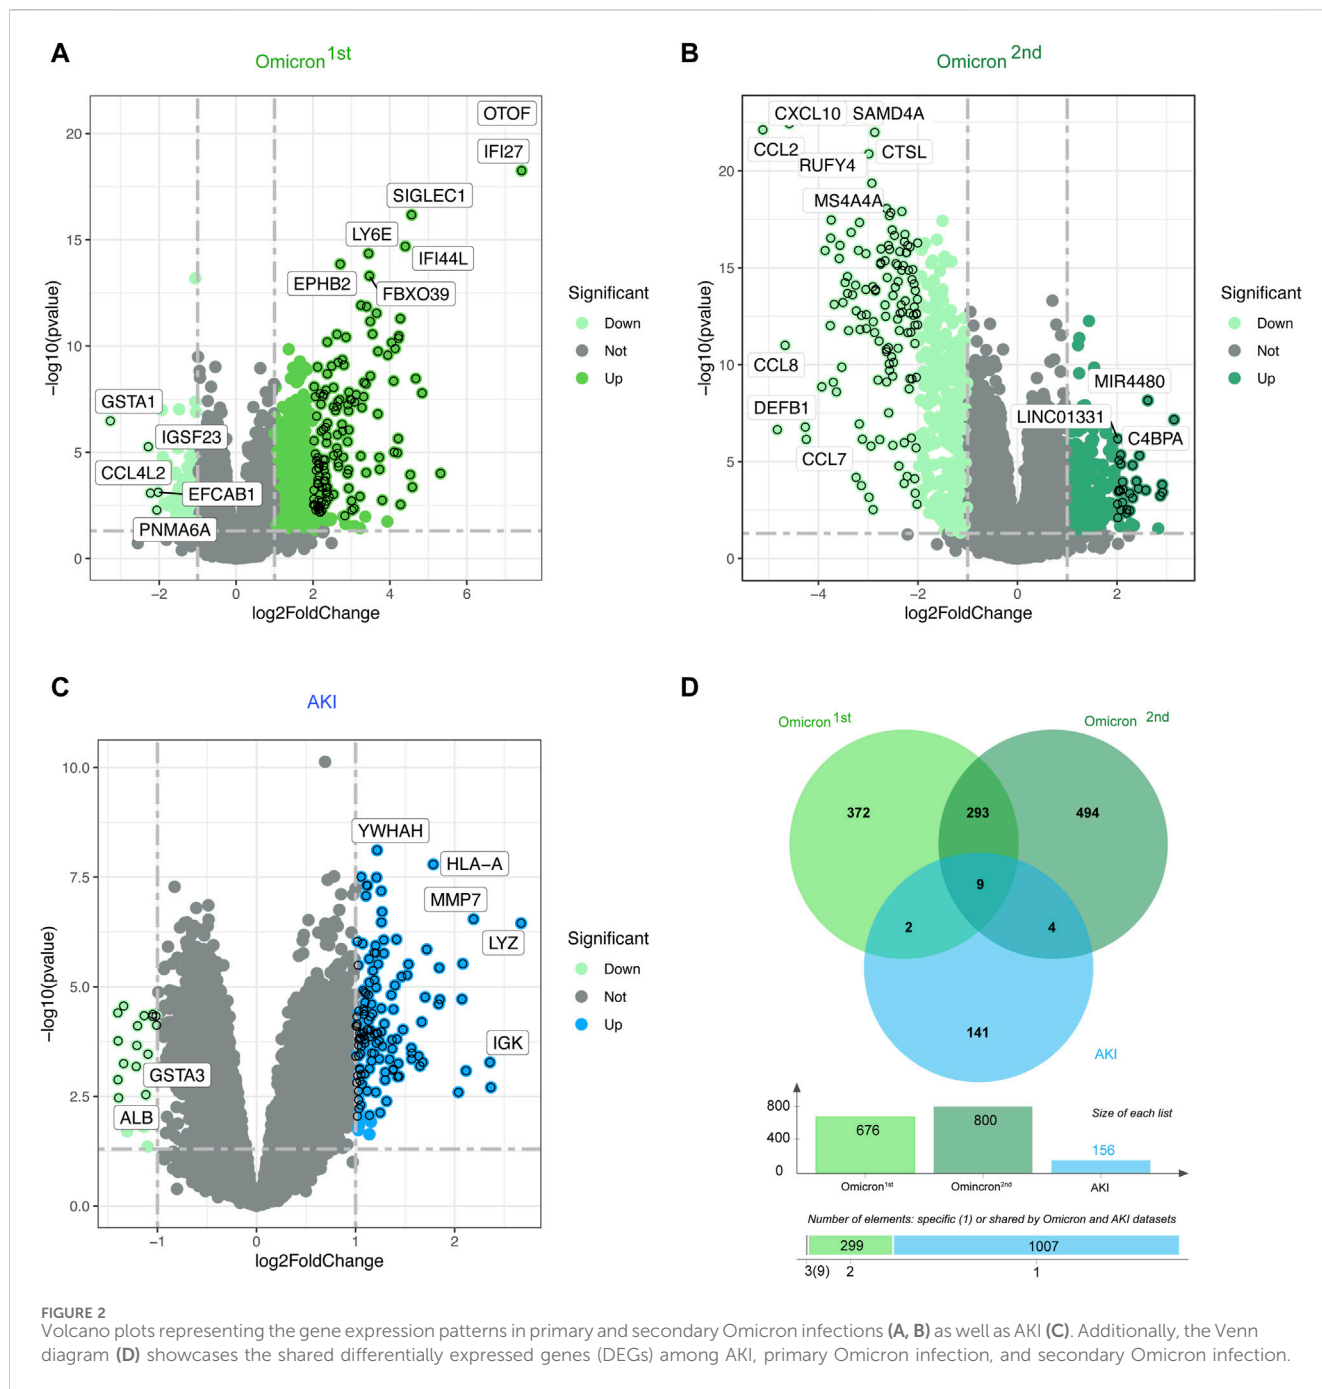 A
Omicron 1st
OTOF
IFI27
SIGLEC1
LY6E
IFI44L
EPHB2
FBXO39
GSTA1
IGSF23
CCL4L2
EFCAB1
PNMA6A
20
15
10
5
0
−log10(pvalue)
−2 0 2 4 6
log2FoldChange
Significant
Down
Not
Up
B
Omicron 2nd
CXCL10 SAMD4A
CCL2 CTSL
RUFY4
MS4A4A
CCL8
MIR4480
DEFB1
LINC01331
C4BPA
CCL7
20
15
10
5
0
−log10(pvalue)
−4 −2 0 2
log2FoldChange
Significant
Down
Not
Up
C
AKI
YWHAH
HLA−A
MMP7
LYZ
IGK
GSTA3
ALB
10.0
7.5
5.0
2.5
0.0
−log10(pvalue)
−1 0 1 2
log2FoldChange
Significant
Down
Not
Up
D
Omicron 1st
Omicron 2nd
372 293 494
9
2 4
141
AKI
800
400
0
Size of each list
676 800 156
Omicron1st Omincron2nd AKI
Number of elements: specific (1) or shared by Omicron and AKI datasets
299 1007
3(9) 2 1
FIGURE 2
Volcano plots representing the gene expression patterns in primary and secondary Omicron infections (A, B) as well as AKI (C). Additionally, the Venn
diagram (D) showcases the shared differentially expressed genes (DEGs) among AKI, primary Omicron infection, and secondary Omicron infection.